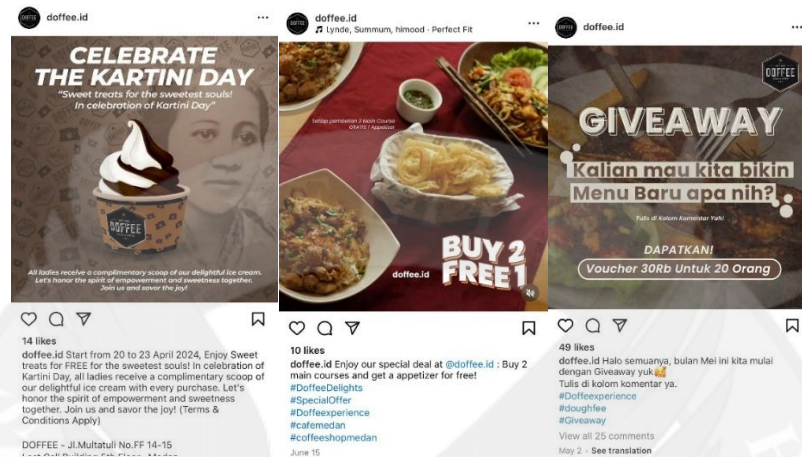 doffee.id
CELEBRATE
THE KARTINI DAY
"Sweet treats for the sweetest souls!
In celebration of Kartini Day"
DOFFEE
All ladies receive a complimentary scoop of our delightful ice cream.
Let's honor the spirit of empowerment and sweetness together.
Join us and savor the joy!
14 likes
doffee.id Start from 20 to 23 April 2024, Enjoy Sweet
treats for FREE for the sweetest souls! In celebration of
Kartini Day, all ladies receive a complimentary scoop of
our delightful ice cream with every purchase. Let's
honor the spirit of empowerment and sweetness
together. Join us and savor the joy! (Terms &
Conditions Apply)
DOFFEE - Jl.Multatuli No.FF 14-15
doffee.id
Lynde, Summum, himood · Perfect Fit
setiap pembelian 2 Main Course
GRATIS 1 Appetizer
BUY 2
FREE 1
doffee.id
10 likes
doffee.id Enjoy our special deal at @doffee.id : Buy 2
main courses and get a appetizer for free!
#DoffeeDelights
#SpecialOffer
#Doffeexperience
#cafemedan
#coffeeshopmedan
June 15
doffee.id
DOFFEE
GIVEAWAY
Kalian mau kita bikin
Menu Baru apa nih?
Tulis di Kolom Komentar Yah!
DAPATKAN!
Voucher 30Rb Untuk 20 Orang
49 likes
doffee.id Halo semuanya, bulan Mei ini kita mulai
dengan Giveaway yuk🥰
Tulis di kolom komentar ya.
#Doffeexperience
#doughfee
#Giveaway
View all 25 comments
May 2 · See translation